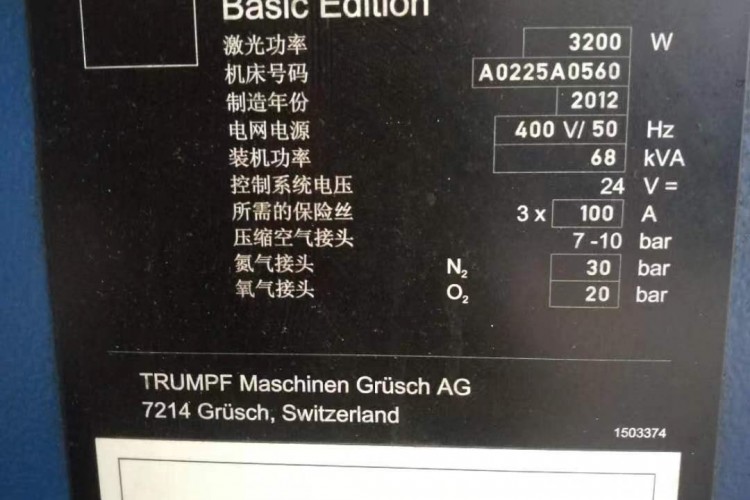 Basic Edition
激光功率 3200 W
机床号码 A0225A0560
制造年份 2012
电网电源 400 V/ 50 Hz
装机功率 68 kVA
控制系统电压 24 V =
所需的保险丝 3 x 100 A
压缩空气接头 7 -10 bar
氮气接头 N₂ 30 bar
氧气接头 O₂ 20 bar
TRUMPF Maschinen Grüsch AG
7214 Grüsch, Switzerland
1503374